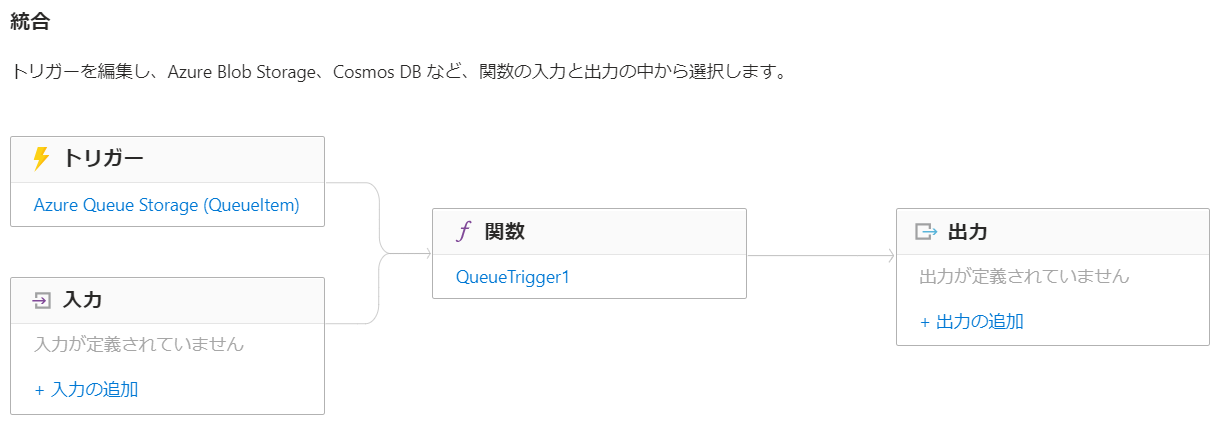 統合
トリガーを編集し、Azure Blob Storage、Cosmos DB など、関数の入力と出力の中から選択します。
トリガー
Azure Queue Storage (QueueItem)
入力
入力が定義されていません
+ 入力の追加
f 関数
QueueTrigger1
出力
出力が定義されていません
+ 出力の追加